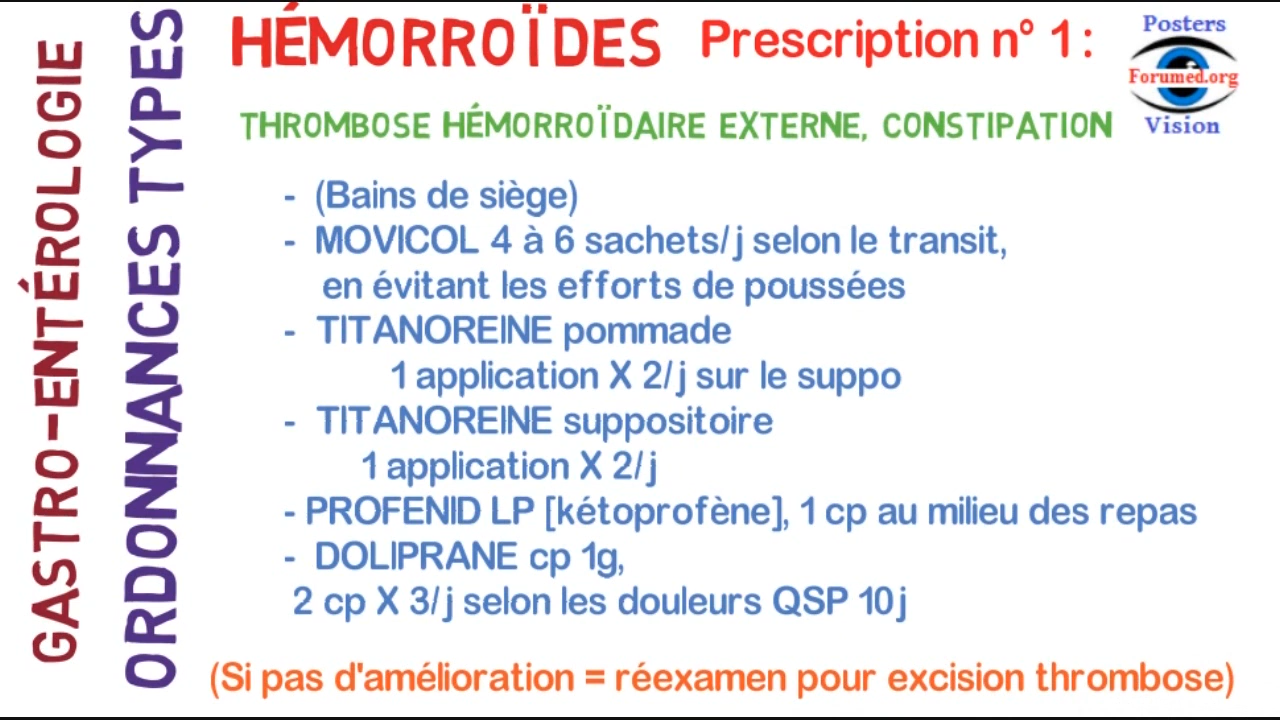 GASTRO-ENTÉROLOGIE
ORDONNANCES TYPES
HÉMORROÏDES Prescription n° 1 :
Posters
Forumed.org
Vision
THROMBOSE HÉMORROÏDAIRE EXTERNE, CONSTIPATION
- (Bains de siège)
- MOVICOL 4 à 6 sachets/j selon le transit,
en évitant les efforts de poussées
- TITANOREINE pommade
1 application X 2/j sur le suppo
- TITANOREINE suppositoire
1 application X 2/j
- PROFENID LP [kétoprofène], 1 cp au milieu des repas
- DOLIPRANE cp 1g,
2 cp X 3/j selon les douleurs QSP 10j
(Si pas d'amélioration = réexamen pour excision thrombose)